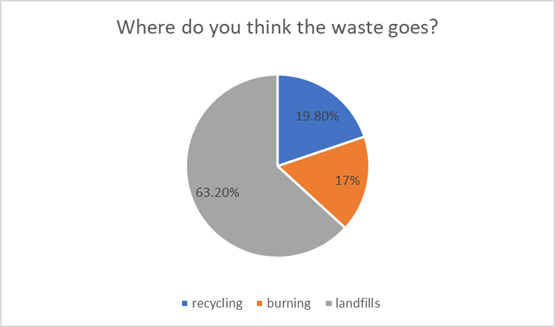 Where do you think the waste goes?
19.80%
17%
63.20%
recycling burning landfills